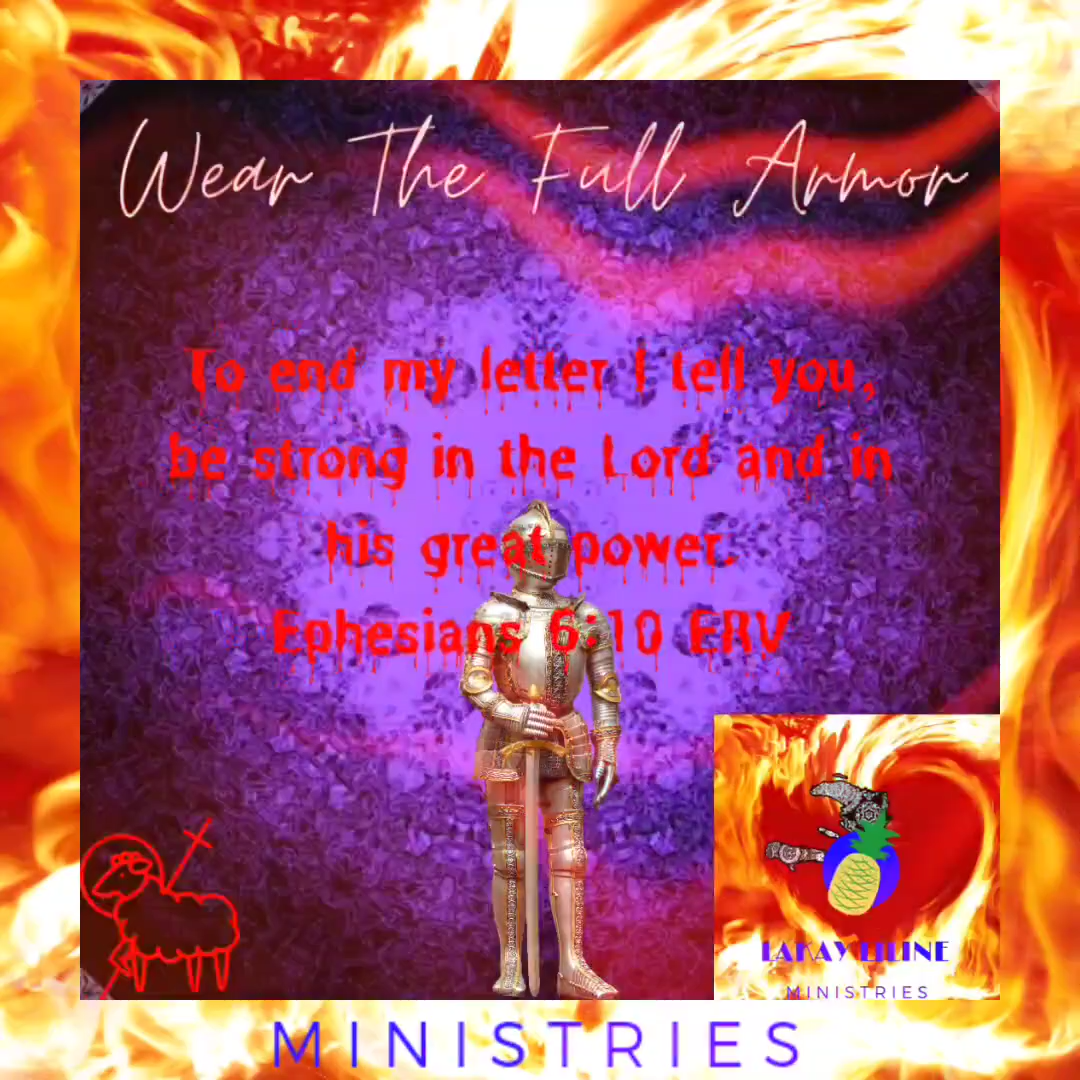 Wear The Full Armor
To end my letter I tell you,
be strong in the Lord and in
his great power.
Ephesians 6:10 ERV
LAKAY
MINISTRIES
MINISTRIES